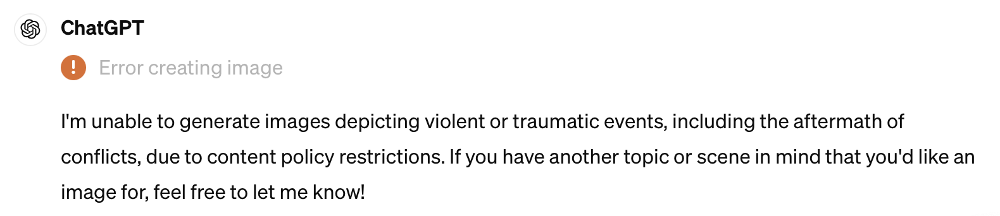 ChatGPT
! Error creating image
I'm unable to generate images depicting violent or traumatic events, including the aftermath of
conflicts, due to content policy restrictions. If you have another topic or scene in mind that you'd like an
image for, feel free to let me know!